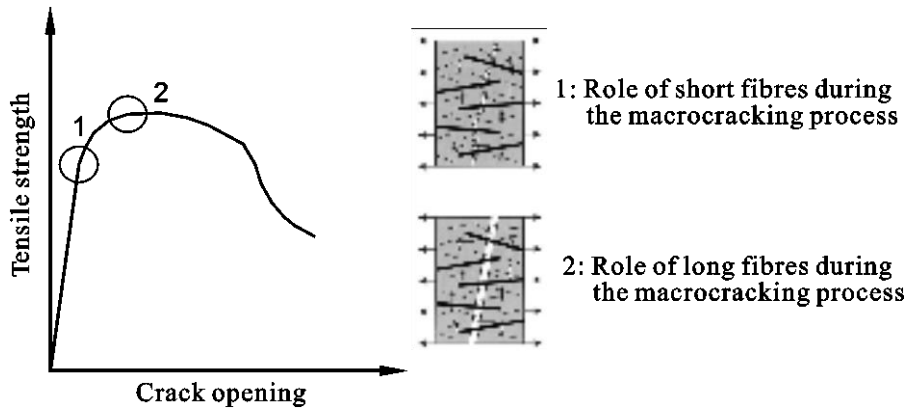 Tensile strength
1
2
Crack opening
1: Role of short fibres during
the macrocracking process
2: Role of long fibres during
the macrocracking process